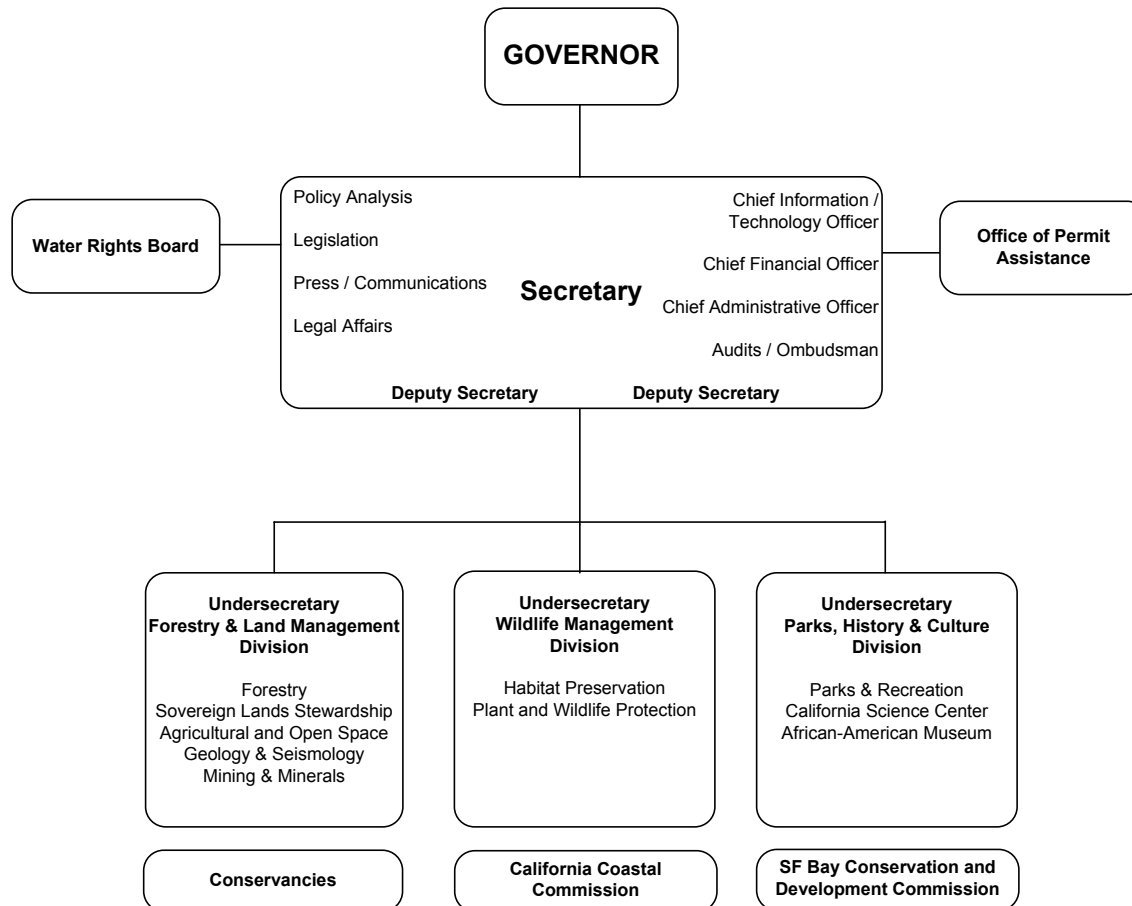 GOVERNOR
Water Rights Board
Policy Analysis
Legislation
Press / Communications
Legal Affairs
Secretary
Chief Information /
Technology Officer
Chief Financial Officer
Chief Administrative Officer
Audits / Ombudsman
Deputy Secretary
Deputy Secretary
Office of Permit
Assistance
Undersecretary
Forestry & Land Management
Division
Forestry
Sovereign Lands Stewardship
Agricultural and Open Space
Geology & Seismology
Mining & Minerals
Undersecretary
Wildlife Management
Division
Habitat Preservation
Plant and Wildlife Protection
Undersecretary
Parks, History & Culture
Division
Parks & Recreation
California Science Center
African-American Museum
Conservancies
California Coastal
Commission
SF Bay Conservation and
Development Commission